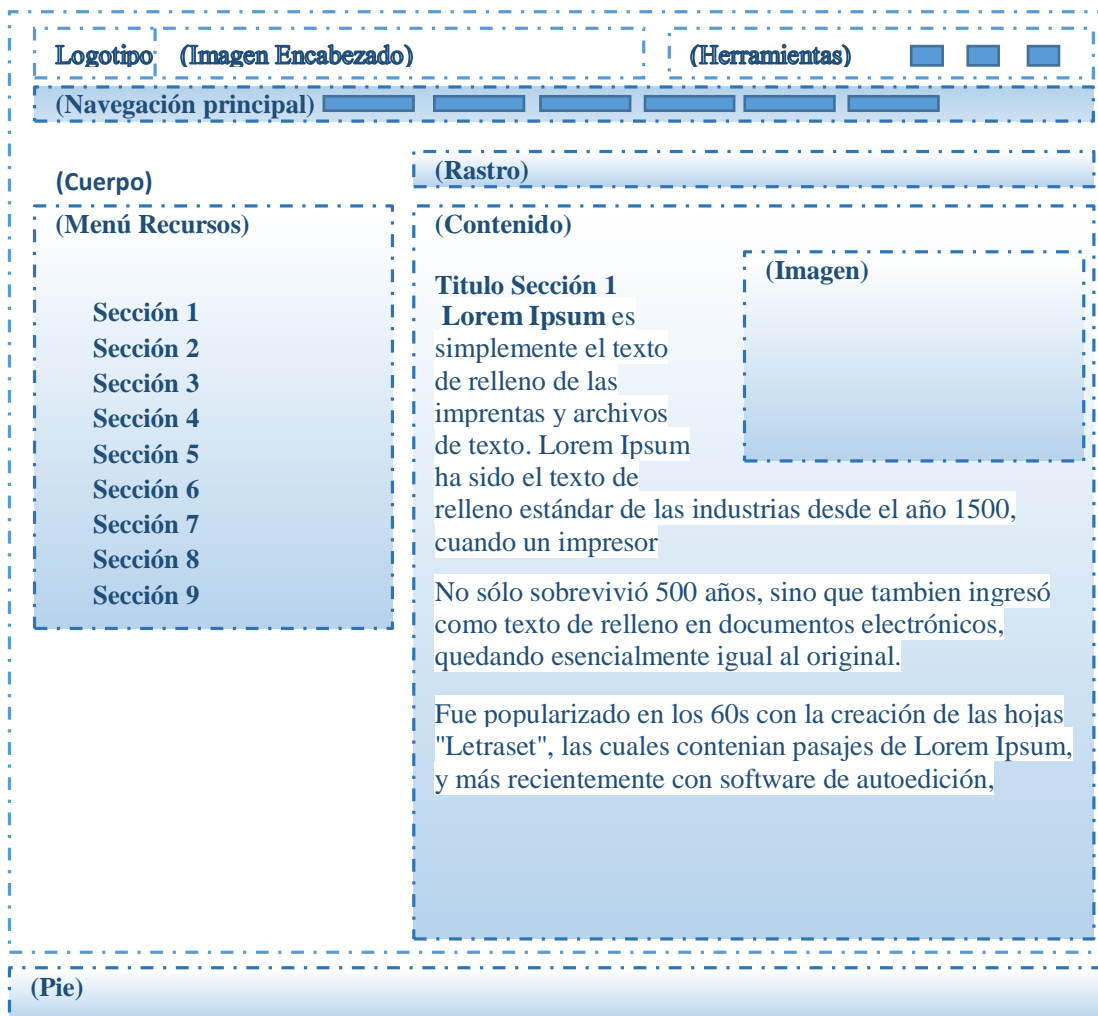 Logotipo (Imagen Encabezado) (Herramientas)
(Navegación principal)
(Cuerpo)
(Menú Recursos)
Sección 1
Sección 2
Sección 3
Sección 4
Sección 5
Sección 6
Sección 7
Sección 8
Sección 9
(Rastro)
(Contenido)
(Imagen)
Titulo Sección 1
Lorem Ipsum es
simplemente el texto
de relleno de las
imprentas y archivos
de texto. Lorem Ipsum
ha sido el texto de
relleno estándar de las industrias desde el año 1500,
cuando un impresor
No sólo sobrevivió 500 años, sino que tambien ingresó
como texto de relleno en documentos electrónicos,
quedando esencialmente igual al original.
Fue popularizado en los 60s con la creación de las hojas
"Letraset", las cuales contenian pasajes de Lorem Ipsum,
y más recientemente con software de autoedición,
(Pie)